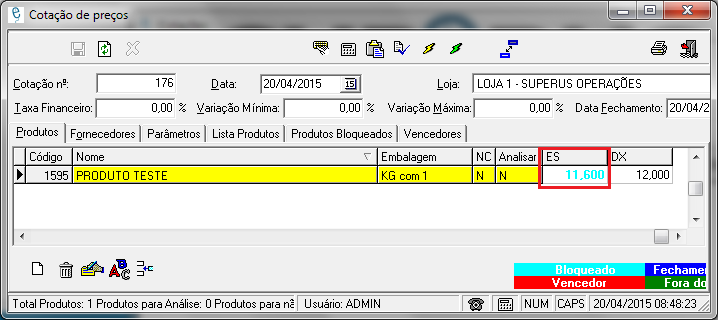 Cotação de preços
Cotação nº: 176 Data: 20/04/2015 15 Loja: LOJA 1 - SUPERUS OPERAÇÕES
Taxa Financeiro: 0,00 % Variação Mínima: 0,00 % Variação Máxima: 0,00 % Data Fechamento: 20/04/2
Produtos Fornecedores Parâmetros Lista Produtos Produtos Bloqueados Vencedores
Código Nome Embalagem NC Analisar ES DX
1595 PRODUTO TESTE KG com 1 N N 11,600 12,000
ABC
Bloqueado Fechamen
Vencedor Fora do
Total Produtos: 1 Produtos para Análise: 0 Produtos para nã Usuário: ADMIN NUM CAPS 20/04/2015 08:48:23